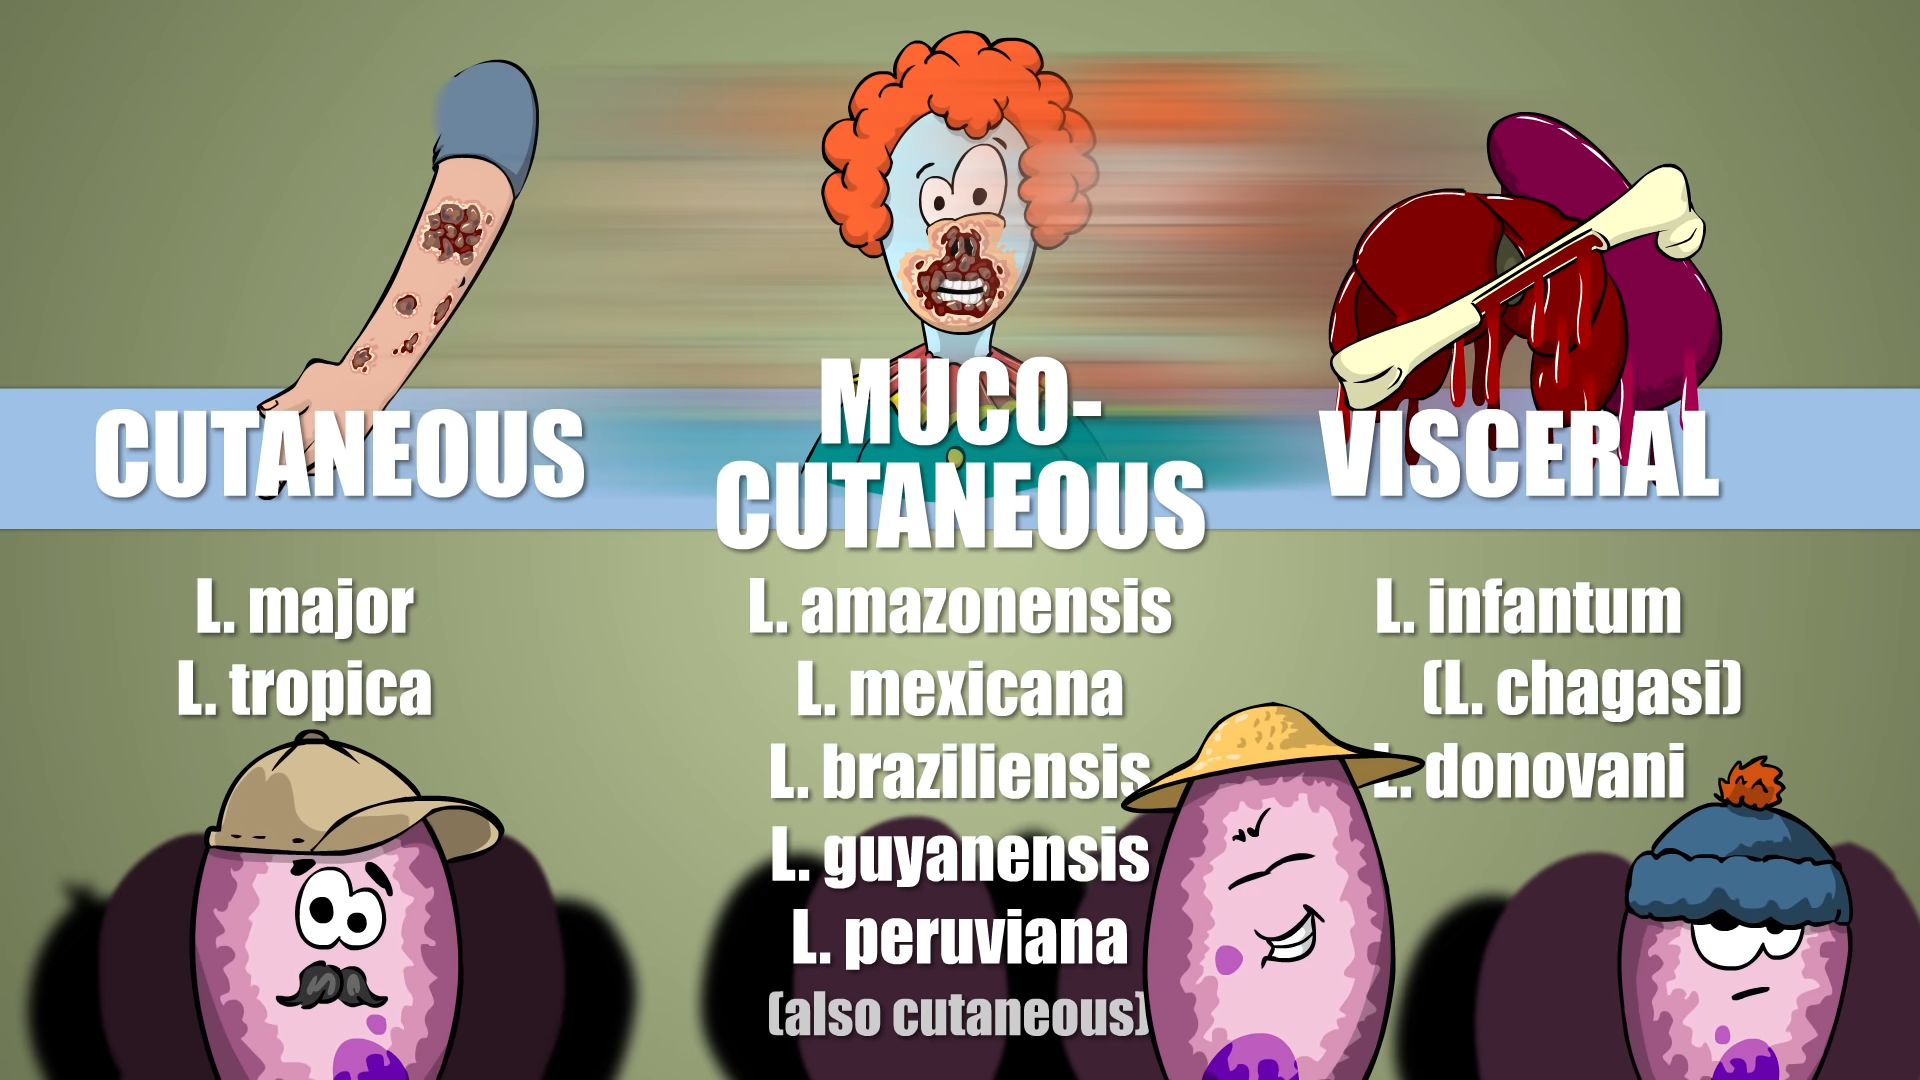 CUTANEOUS
MUCO-
CUTANEOUS
VISCERAL
L. major
L. tropica
L. amazonensis
L. mexicana
L. braziliensis
L. guyanensis
L. peruviana
(also cutaneous)
L. infantum
(L. chagasi)
L. donovani